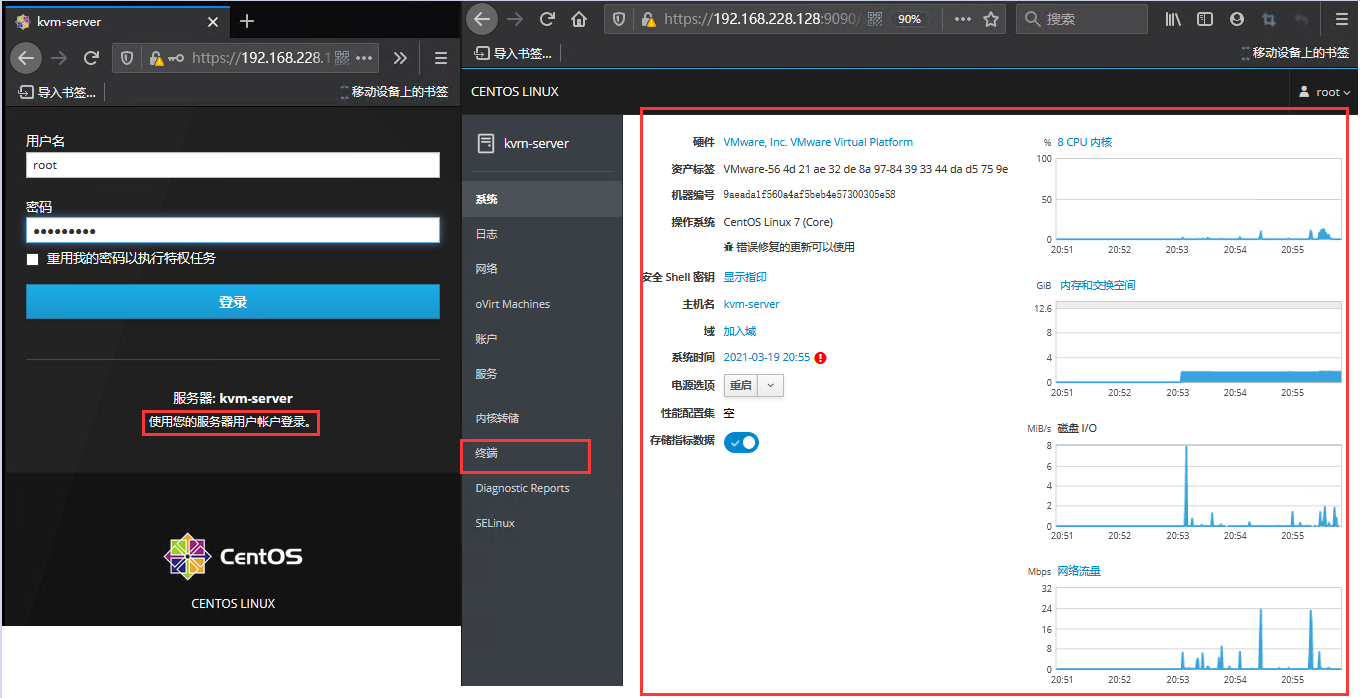 kvm-server
https://192.168.228.1
导入书签...
移动设备上的书签
用户名
root
密码
重用我的密码以执行特权任务
登录
服务器: kvm-server
使用您的服务器用户帐户登录。
CentOS
CENTOS LINUX
https://192.168.228.128:9090/
90%
搜索
导入书签...
移动设备上的书签
CENTOS LINUX
root
kvm-server
系统
日志
网络
oVirt Machines
账户
服务
内核转储
终端
Diagnostic Reports
SELinux
硬件 VMware, Inc. VMware Virtual Platform
资产标签 VMware-56 4d 21 ae 32 de 8a 97-84 39 33 44 da d5 75 9e
机器编号 9aeada1f560a4af5beb4e57300305e58
操作系统 CentOS Linux 7 (Core)
错误修复的更新可以使用
安全 Shell 密钥 显示指印
主机名 kvm-server
域 加入域
系统时间 2021-03-19 20:55
电源选项 重启
性能配置集 空
存储指标数据
% 8 CPU 内核
100
50
0
20:51 20:52 20:53 20:54 20:55
GiB 内存和交换空间
12.6
8
4
0
20:51 20:52 20:53 20:54 20:55
MiB/s 磁盘 I/O
8
6
4
2
0
20:51 20:52 20:53 20:54 20:55
Mbps 网络流量
32
24
16
8
0
20:51 20:52 20:53 20:54 20:55